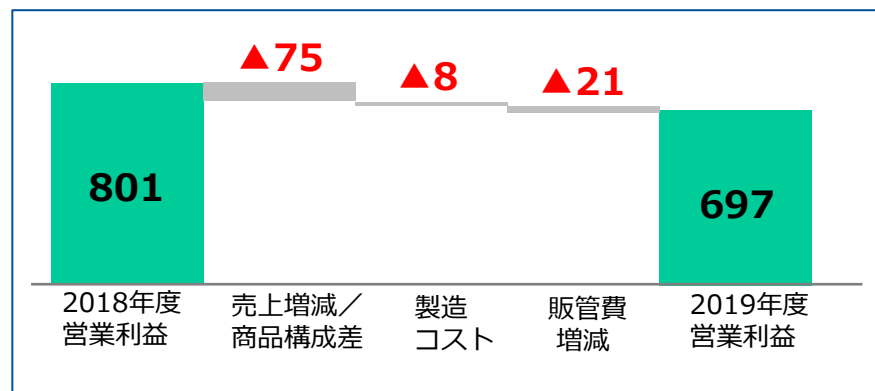 ▲75
▲8
▲21
801
697
2018年度
営業利益
売上増減／
商品構成差
製造
コスト
販管費
増減
2019年度
営業利益